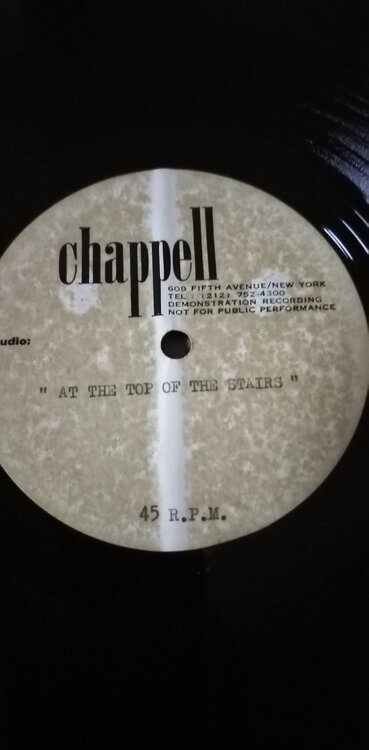 chappell
609 FIFTH AVENUE/NEW YORK
TEL: (212) 752-4300
DEMONSTRATION RECORDING
NOT FOR PUBLIC PERFORMANCE
udio:
" AT THE TOP OF THE STAIRS "
45 R.P.M.